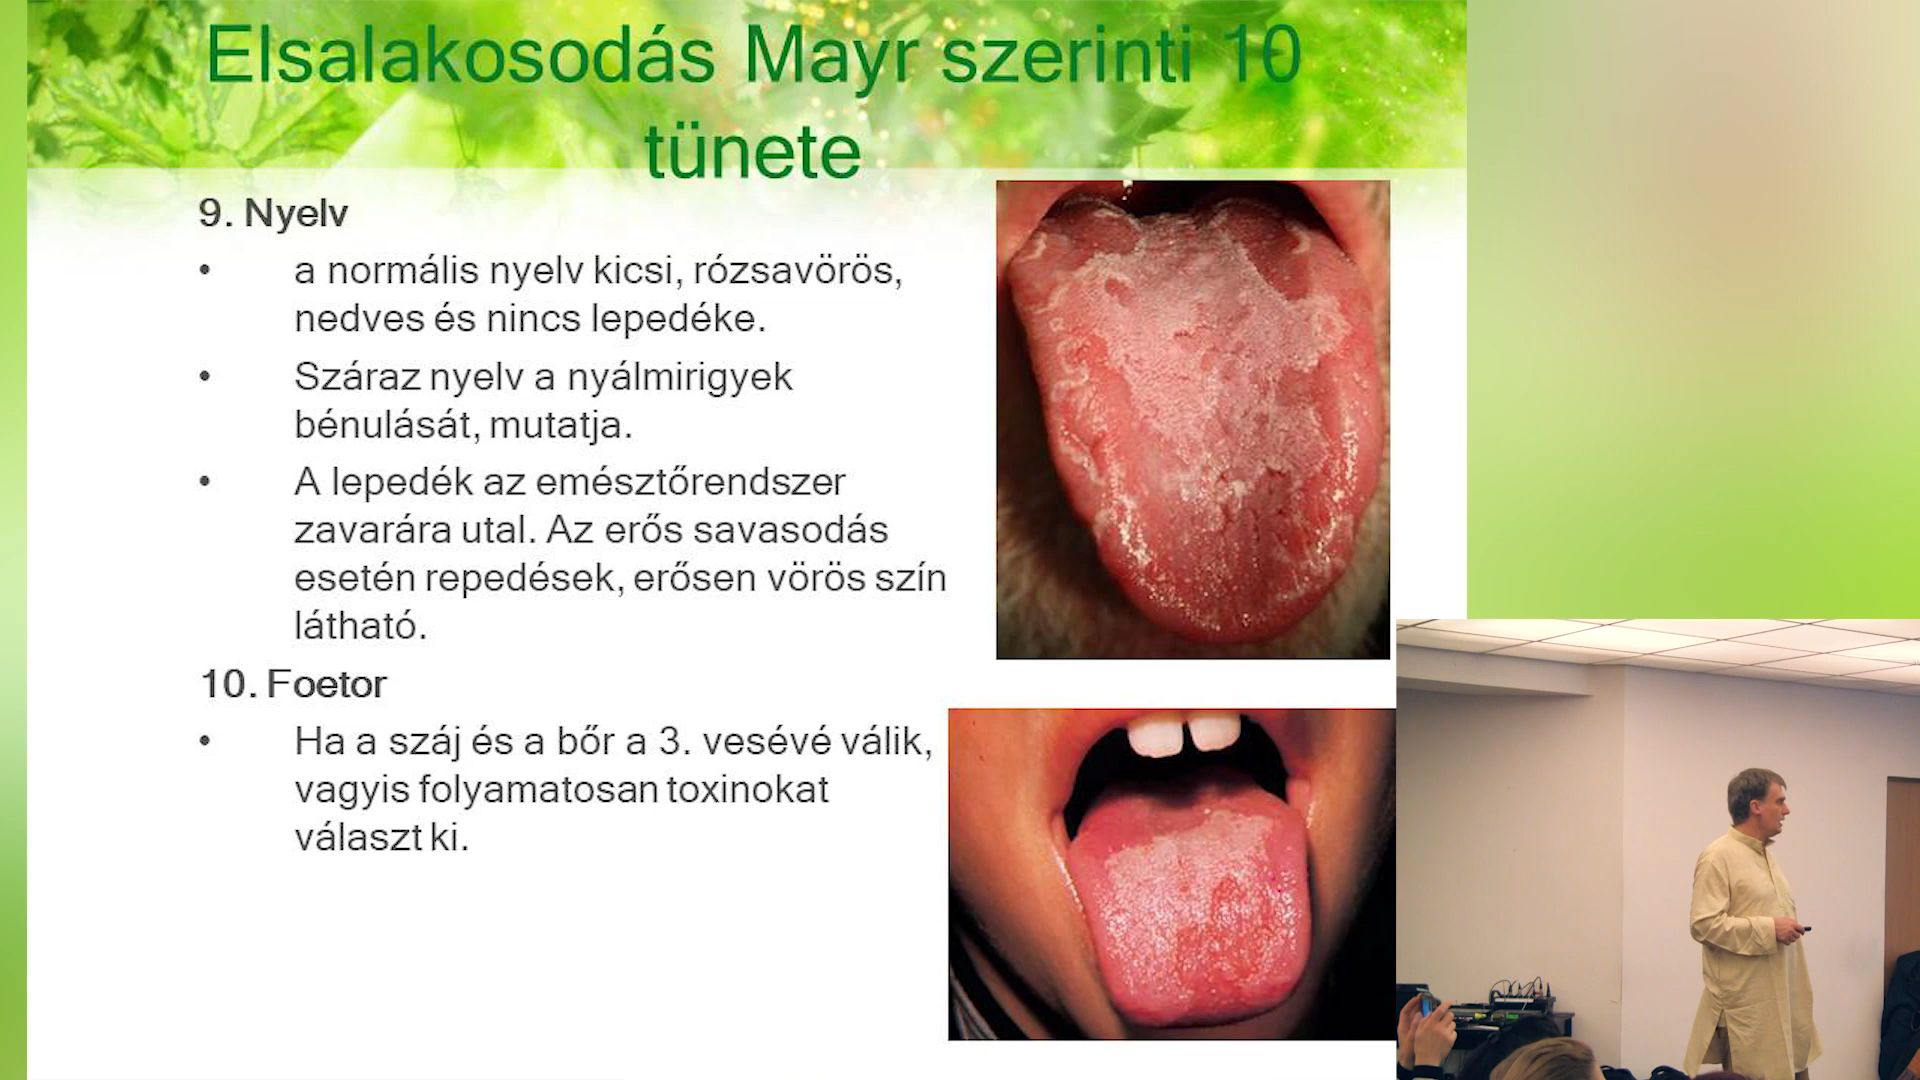 Elsalakosodás Mayr szerinti 10
tünete
9. Nyelv
• a normális nyelv kicsi, rózsavörös,
nedves és nincs lepedéke.
• Száraz nyelv a nyálmirigyek
bénulását, mutatja.
• A lepedék az emésztőrendszer
zavarára utal. Az erős savasodás
esetén repedések, erősen vörös szín
látható.
10. Foetor
• Ha a száj és a bőr a 3. vesévé válik,
vagyis folyamatosan toxinokat
választ ki.